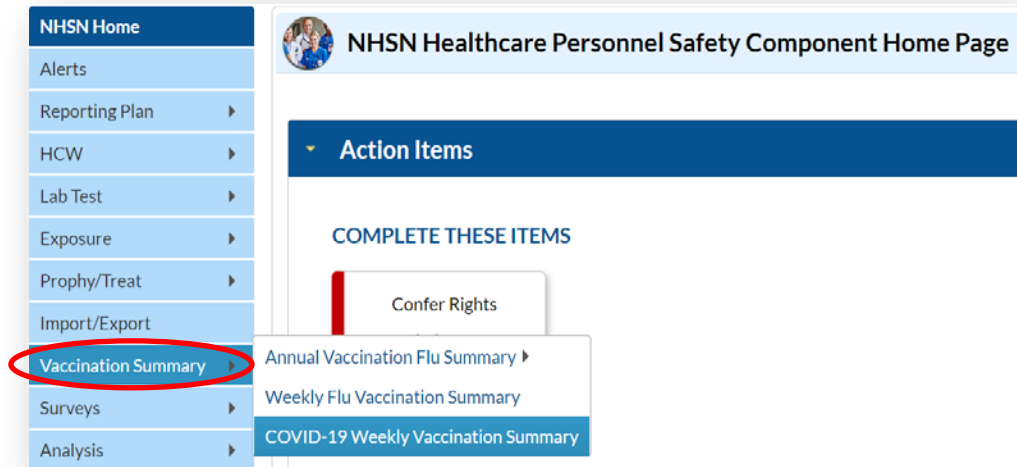 NHSN Home
Alerts
Reporting Plan
HCW
Lab Test
Exposure
Prophy/Treat
Import/Export
Vaccination Summary
Surveys
Analysis
NHSN Healthcare Personnel Safety Component Home Page
Action Items
COMPLETE THESE ITEMS
Confer Rights
Annual Vaccination Flu Summary
Weekly Flu Vaccination Summary
COVID-19 Weekly Vaccination Summary